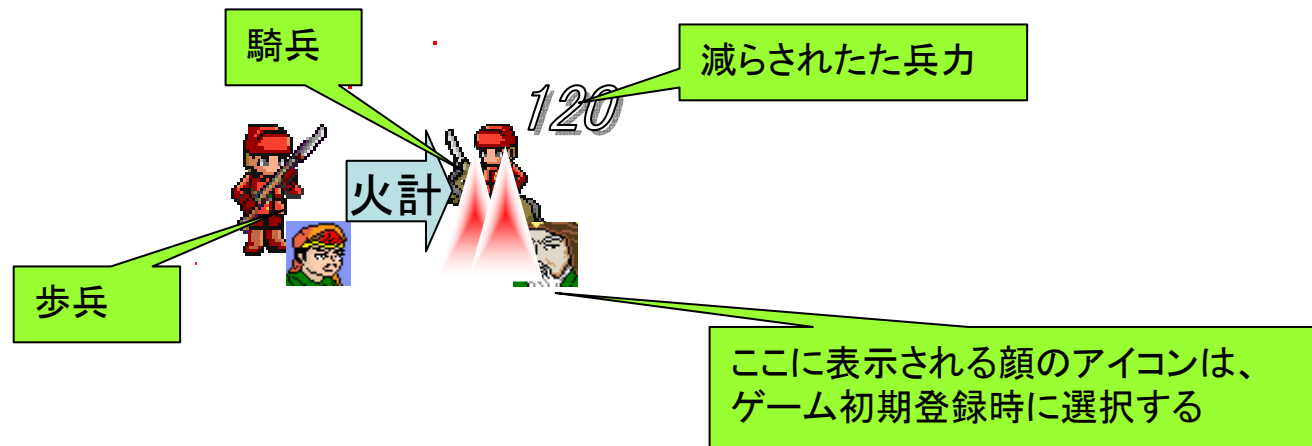 騎兵
減らされたた兵力
120
火計
歩兵
ここに表示される顔のアイコンは、
ゲーム初期登録時に選択する